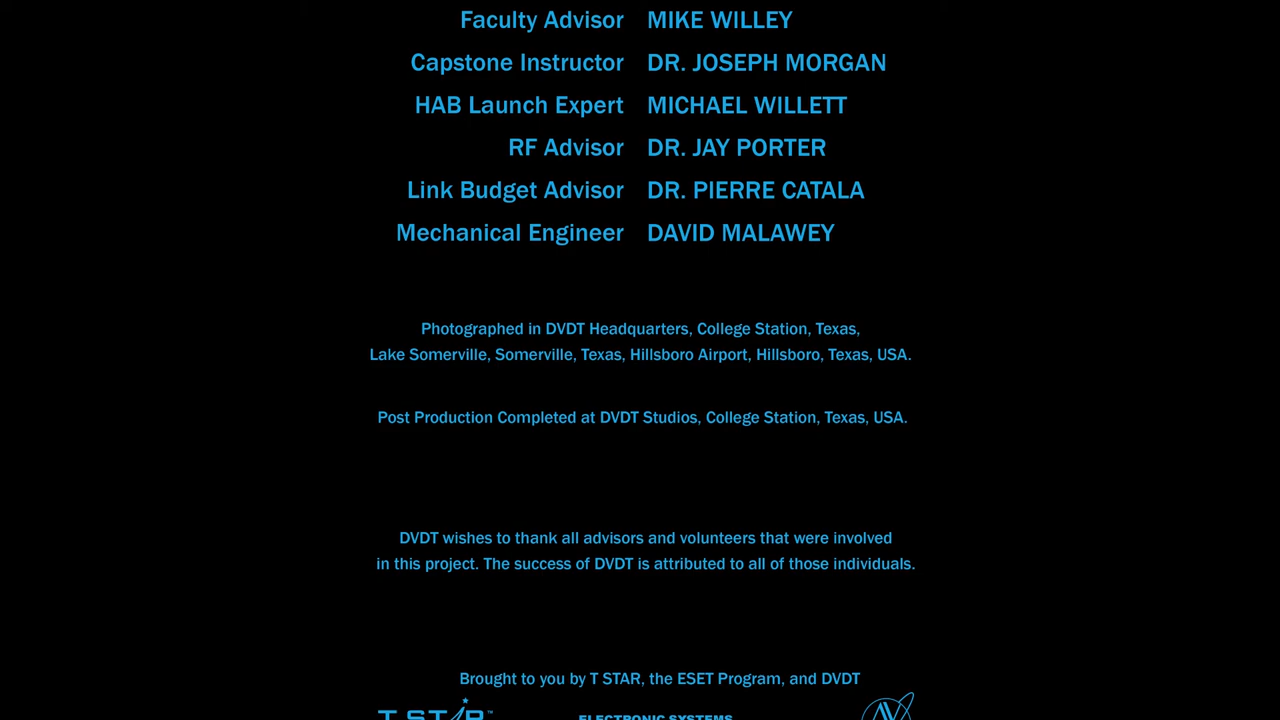 Faculty Advisor MIKE WILLEY
Capstone Instructor DR. JOSEPH MORGAN
HAB Launch Expert MICHAEL WILLETT
RF Advisor DR. JAY PORTER
Link Budget Advisor DR. PIERRE CATALA
Mechanical Engineer DAVID MALAWEY
Photographed in DVDT Headquarters, College Station, Texas,
Lake Somerville, Somerville, Texas, Hillsboro Airport, Hillsboro, Texas, USA.
Post Production Completed at DVDT Studios, College Station, Texas, USA.
DVDT wishes to thank all advisors and volunteers that were involved
in this project. The success of DVDT is attributed to all of those individuals.
Brought to you by T STAR, the ESET Program, and DVDT
T STAR™ ELECTRONIC SYSTEMS